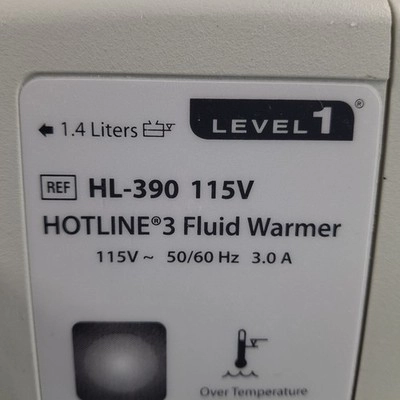 1.4 Liters
LEVEL 1®
REF HL-390 115V
HOTLINE®3 Fluid Warmer
115V~ 50/60 Hz 3.0 A
Over Temperature